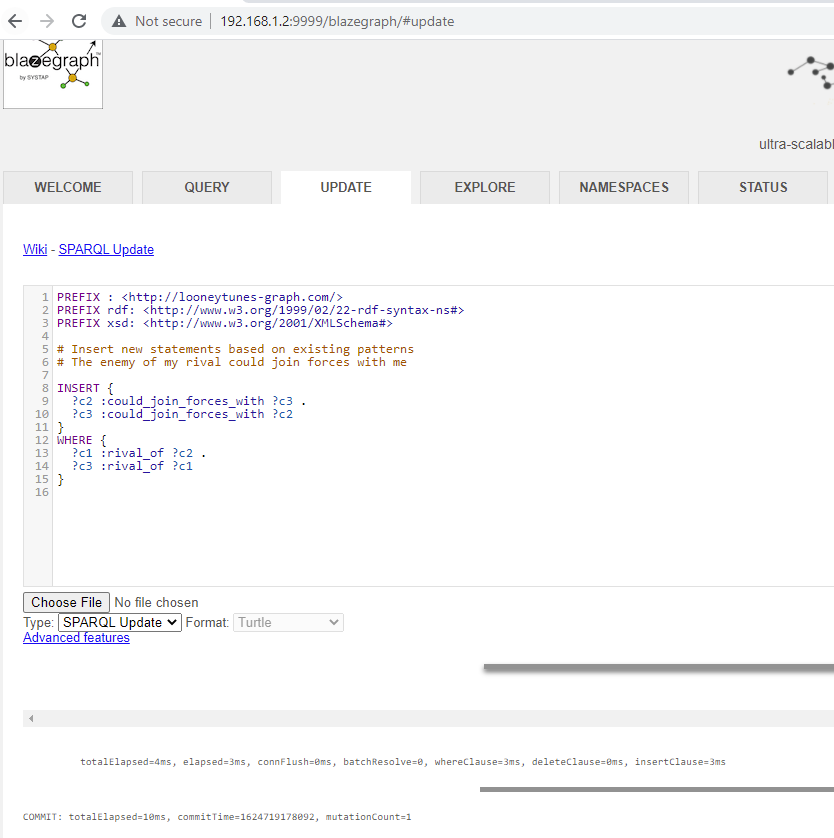 Not secure | 192.168.1.2:9999/blazegraph/#update
blazegraph™
by SYSTAP
WELCOME QUERY UPDATE EXPLORE NAMESPACES STATUS
Wiki - SPARQL Update
1 PREFIX : <http://looneytunes-graph.com/>
2 PREFIX rdf: <http://www.w3.org/1999/02/22-rdf-syntax-ns#>
3 PREFIX xsd: <http://www.w3.org/2001/XMLSchema#>
4
5 # Insert new statements based on existing patterns
6 # The enemy of my rival could join forces with me
7
8 INSERT {
9 ?c2 :could_join_forces_with ?c3 .
10 ?c3 :could_join_forces_with ?c2
11 }
12 WHERE {
13 ?c1 :rival_of ?c2 .
14 ?c3 :rival_of ?c1
15 }
16
Choose File No file chosen
Type: SPARQL Update Format: Turtle
Advanced features
totalElapsed=4ms, elapsed=3ms, connFlush=0ms, batchResolve=0, whereClause=3ms, deleteClause=0ms, insertClause=3ms
COMMIT: totalElapsed=10ms, commitTime=1624719178092, mutationCount=1